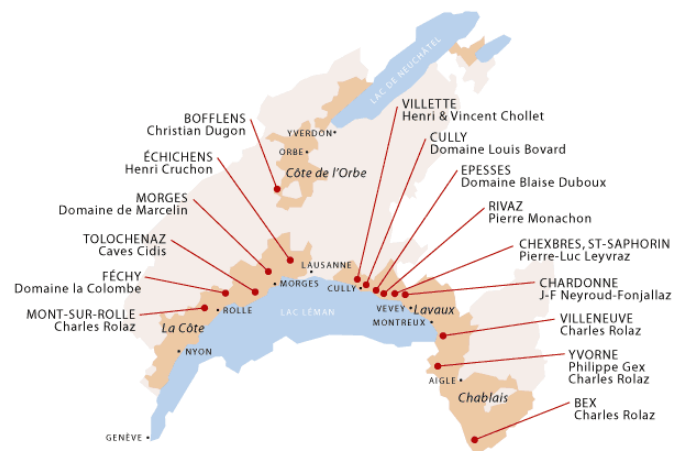 LAC DE NEUCHÂTEL
BOFFLENS
Christian Dugon
ÉCHICHENS
Henri Cruchon
MORGES
Domaine de Marcelin
TOLOCHENAZ
Caves Cidis
FÉCHY
Domaine la Colombe
MONT-SUR-ROLLE
Charles Rolaz
VILLETTE
Henri & Vincent Chollet
CULLY
Domaine Louis Bovard
EPESSES
Domaine Blaise Duboux
RIVAZ
Pierre Monachon
CHEXBRES, ST-SAPHORIN
Pierre-Luc Leyvraz
CHARDONNE
J-F Neyroud-Fonjallaz
VILLENEUVE
Charles Rolaz
YVORNE
Philippe Gex
Charles Rolaz
BEX
Charles Rolaz
YVERDON
ORBE
Côte de l'Orbe
LAUSANNE
MORGES
CULLY
ROLLE
LAC LÉMAN
VEVEY
Lavaux
MONTREUX
La Côte
NYON
AIGLE
Chablais
GENÈVE